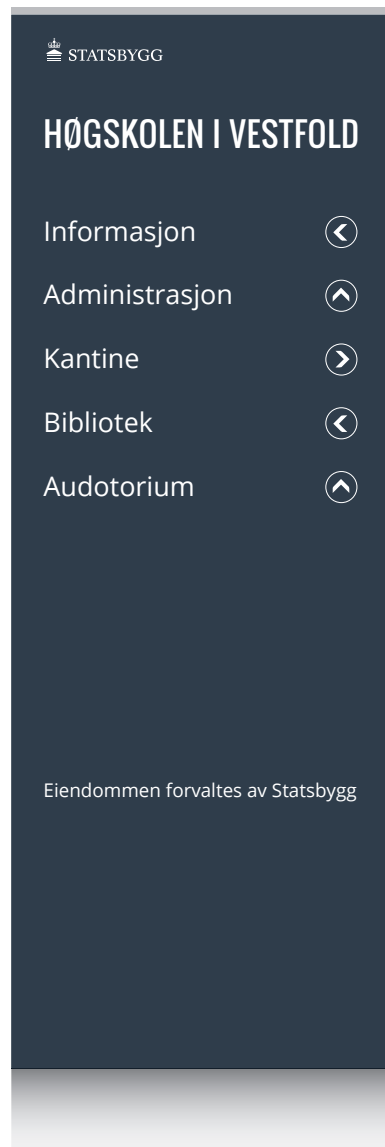 STATSBYGG
HØGSKOLEN I VESTFOLD
Informasjon
Administrasjon
Kantine
Bibliotek
Audotorium
Eiendommen forvaltes av Statsbygg